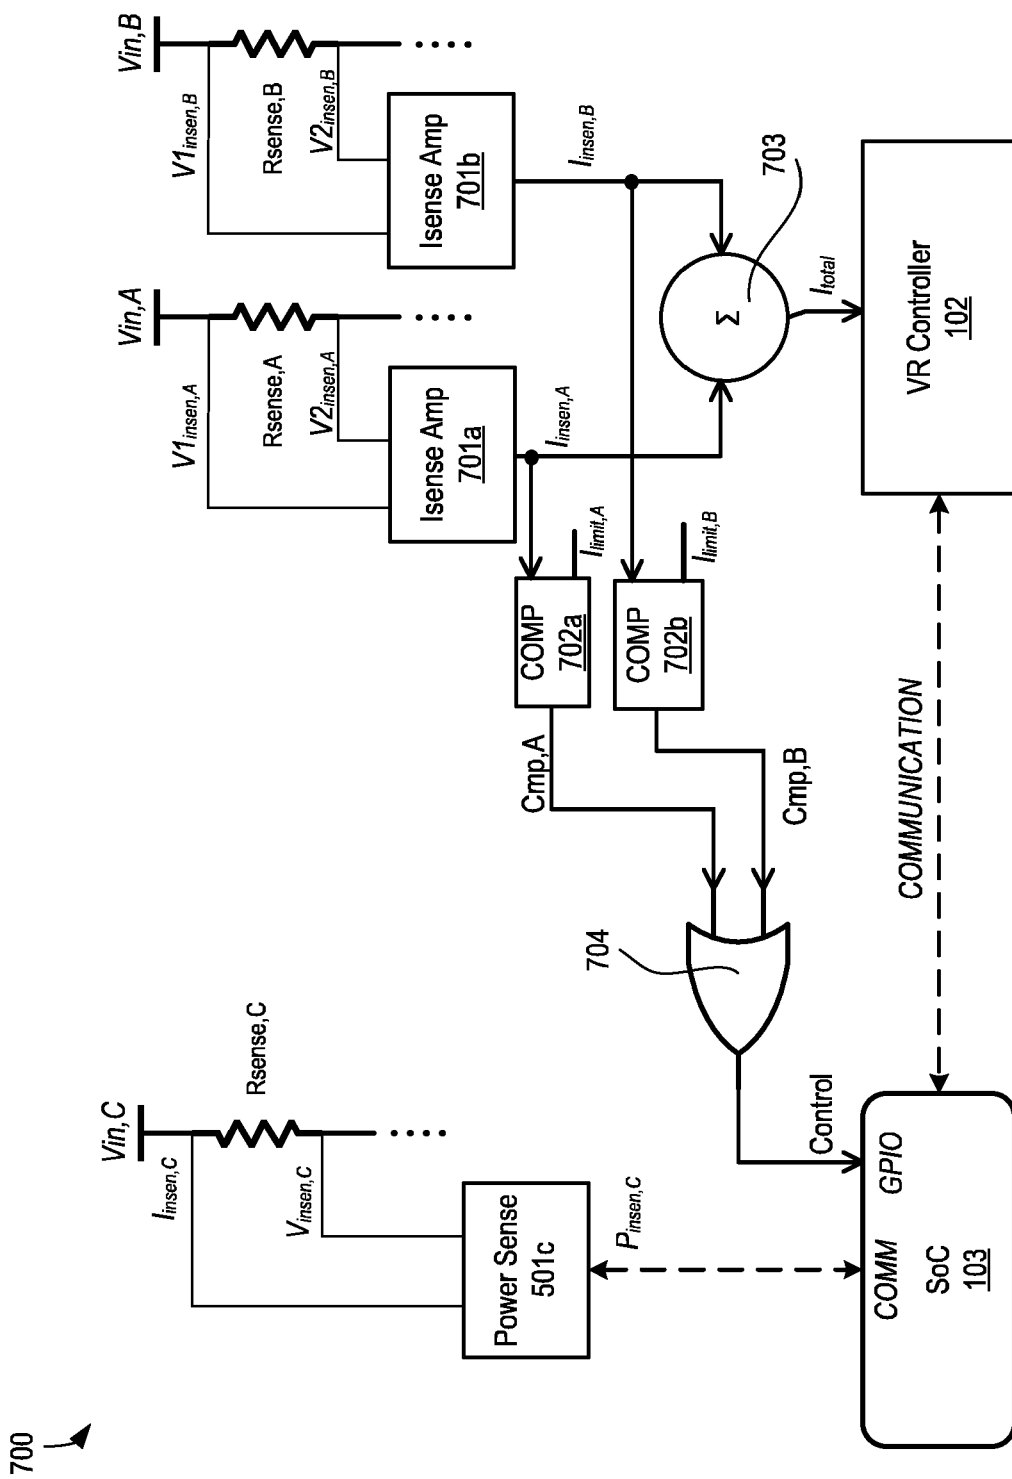 700
Vin,C
Iinsen,C
Rsense,C
Vinsen,C
Power Sense
501c
Pinsen,C
COMM
GPIO
SoC
103
Control
704
Vin,A
V1insen,A
Rsense,A
V2insen,A
Isense Amp
701a
Iinsen,A
Vin,B
V1insen,B
Rsense,B
V2insen,B
Isense Amp
701b
Iinsen,B
COMP
702a
Ilimit,A
Cmp,A
COMP
702b
Ilimit,B
Cmp,B
Σ
703
Itotal
VR Controller
102
COMMUNICATION